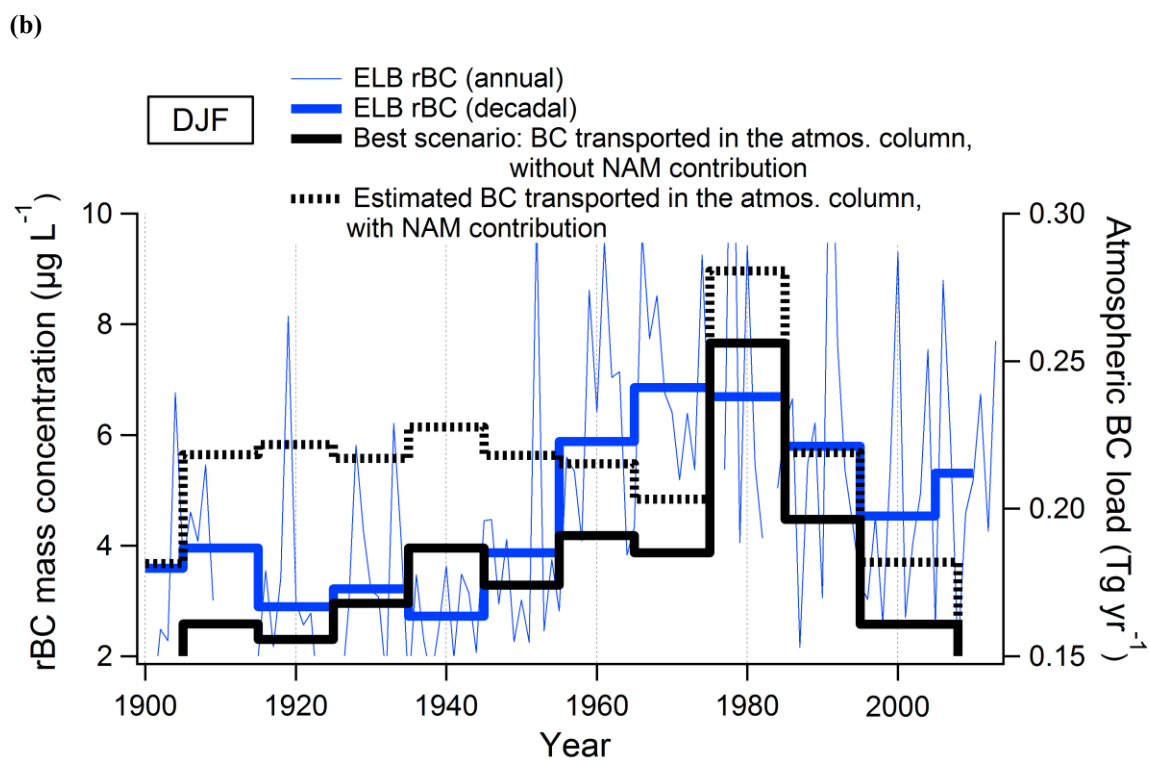 (b)
ELB rBC (annual)
ELB rBC (decadal)
DJF
Best scenario: BC transported in the atmos. column,
without NAM contribution
Estimated BC transported in the atmos. column,
with NAM contribution
rBC mass concentration (µg L⁻¹)
10
8
6
4
2
0.30
0.25
0.20
0.15
Atmospheric BC load (Tg yr⁻¹)
1900
1920
1940
1960
1980
2000
Year